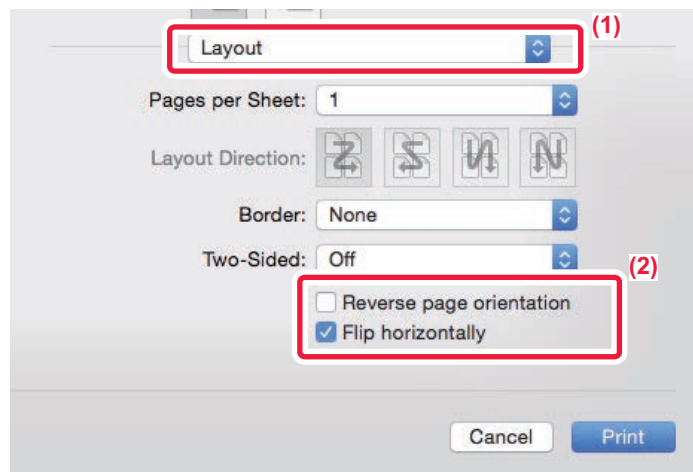 (1)
Layout
Pages per Sheet: 1
Layout Direction:
Border: None
Two-Sided: Off
(2)
Reverse page orientation
Flip horizontally
Cancel Print